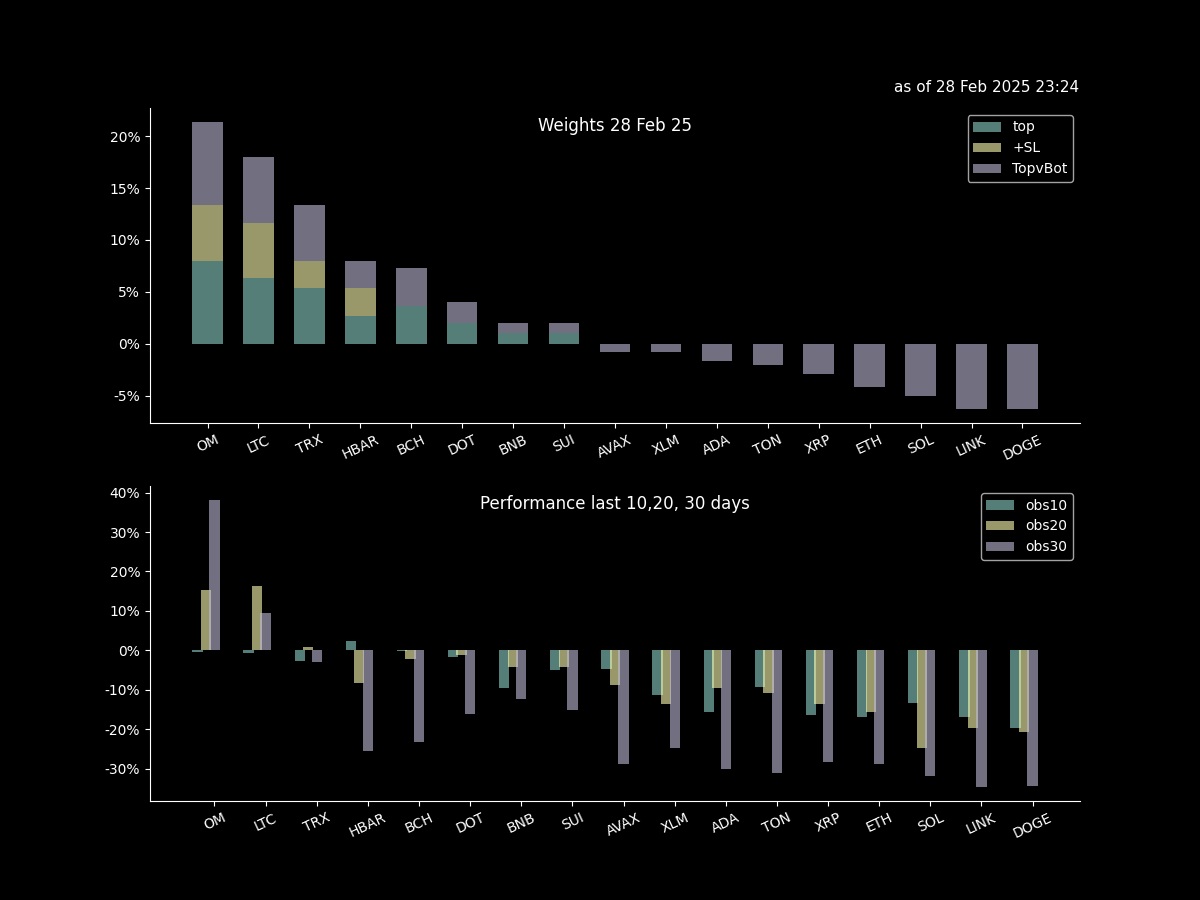 as of 28 Feb 2025 23:24
Weights 28 Feb 25
top
+SL
TopvBot
20%
15%
10%
5%
0%
-5%
OM LTC TRX HBAR BCH DOT BNB SUI AVAX XLM ADA TON XRP ETH SOL LINK DOGE
Performance last 10,20, 30 days
obs10
obs20
obs30
40%
30%
20%
10%
0%
-10%
-20%
-30%
OM LTC TRX HBAR BCH DOT BNB SUI AVAX XLM ADA TON XRP ETH SOL LINK DOGE